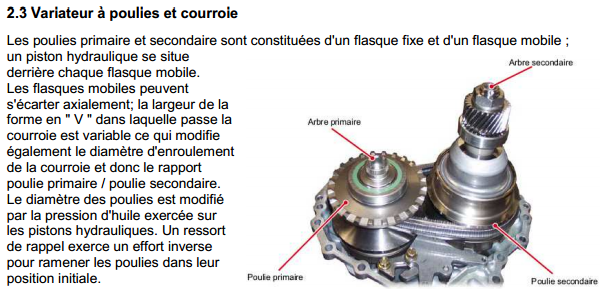 2.3 Variateur à poulies et courroie
Les poulies primaire et secondaire sont constituées d'un flasque fixe et d'un flasque mobile ;
un piston hydraulique se situe
derrière chaque flasque mobile.
Les flasques mobiles peuvent
s'écarter axialement; la largeur de la
forme en " V " dans laquelle passe la
courroie est variable ce qui modifie
également le diamètre d'enroulement
de la courroie et donc le rapport
poulie primaire / poulie secondaire.
Le diamètre des poulies est modifié
par la pression d'huile exercée sur
les pistons hydrauliques. Un ressort
de rappel exerce un effort inverse
pour ramener les poulies dans leur
position initiale.
Arbre secondaire
Arbre primaire
Poulie primaire
Poulie secondaire